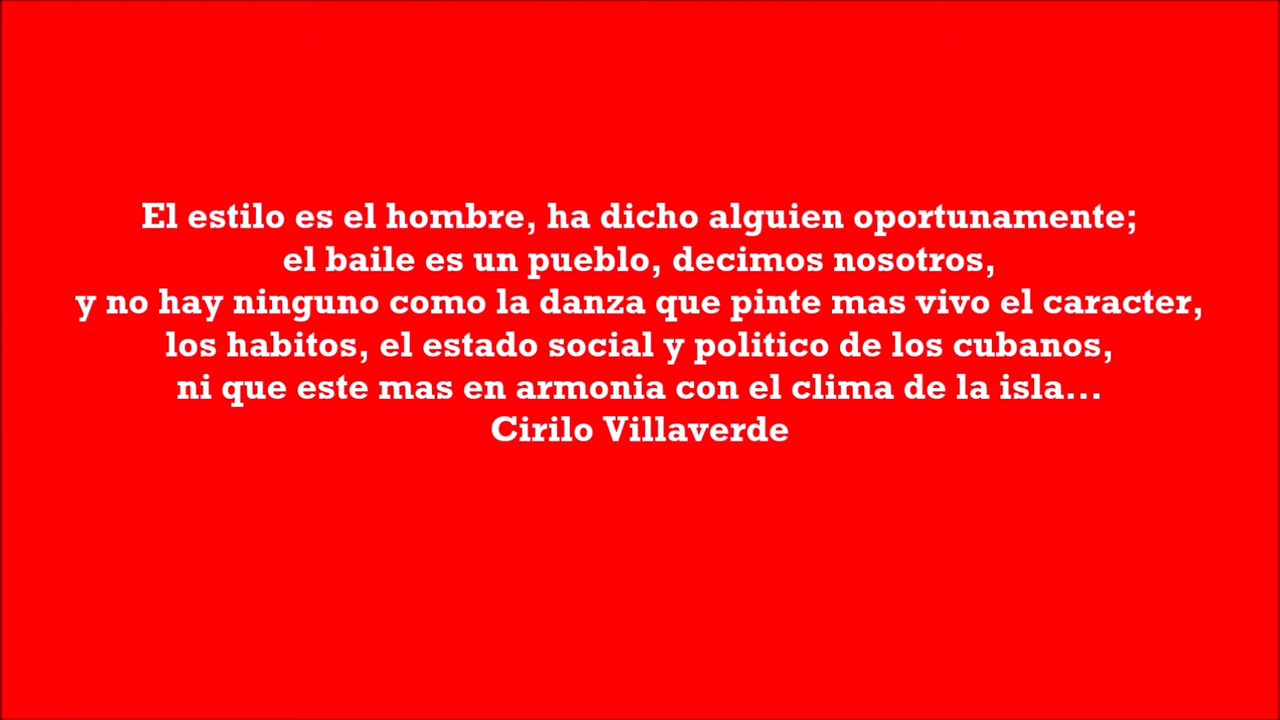 El estilo es el hombre, ha dicho alguien oportunamente;
el baile es un pueblo, decimos nosotros,
y no hay ninguno como la danza que pinte mas vivo el caracter,
los habitos, el estado social y politico de los cubanos,
ni que este mas en armonia con el clima de la isla...
Cirilo Villaverde